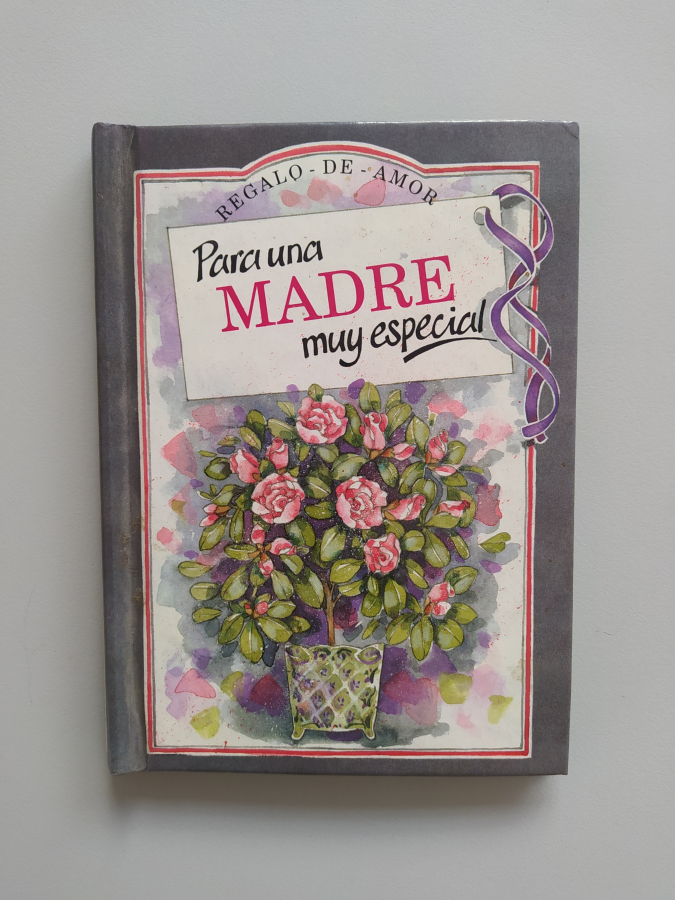 REGALO - DE - AMOR
Para una
MADRE
muy especial